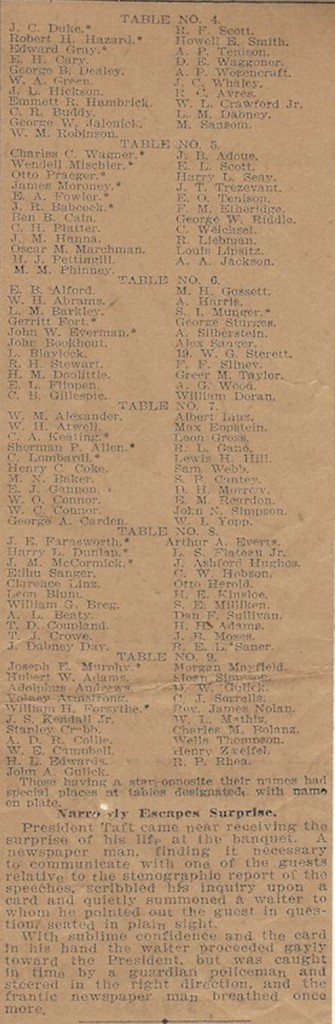 TABLE NO. 4.
J. C. Duke.* R. F. Scott.
Robert H. Hazard.* Howell E. Smith.
Edward Gray.* A. P. Tenison.
E. H. Cary. D. E. Waggoner.
George B. Dealey. A. P. Wozencraft.
W. A. Green. J. C. Whaley.
J. L. Hickson. R. C. Ayres.
Emmett R. Hambrick. W. L. Crawford Jr.
C. R. Buddy. L. M. Dabney.
George W. Jalonick. M. Sansom.
W. M. Robinson.
TABLE NO. 5.
Charles C. Wagner.* J. B. Adoue.
Wendell Mischler.* E. L. Scott.
Otto Praeger.* Harry L. Seay.
James Moroney.* J. T. Trezevant.
E. A. Fowler.* E. O. Tenison.
J. R. Babcock.* F. M. Etheridge.
Ben B. Cain. George W. Riddle.
C. H. Platter. C. Weichsel.
J. M. Hanna. R. Liebman.
Oscar M. Marchman. Louis Lipsitz.
H. J. Pettingill. A. A. Jackson.
M. M. Phinney.
TABLE NO. 6.
E. B. Alford. M. H. Gossett.
W. H. Abrams. A. Harris.
L. M. Barkley. S. I. Munger.*
Gerritt Fort.* George Sturges.
John W. Everman.* A. Silberstein.
John Bookhout. Alex Sanger.
L. Blaylock. 19. W. G. Sterett.
R. H. Stewart. F. F. Sliney.
H. M. Doolittle. Greer M. Taylor.
E. L. Flippen. A. G. Wood.
C. B. Gillespie. William Doran.
TABLE NO. 7.
W. M. Alexander. Albert Linz.
W. H. Atwell. Max Eppstein.
C. A. Keating.* Leon Gross.
Sherman P. Allen.* R. L. Gano.
C. Lombardi.* Lewis H. Hill.
Henry C. Coke. Sam Webb.
M. N. Baker. S. B. Cantey.
E. J. Gannon. D. H. Morrow.
W. O. Connor. E. M. Reardon.
W. C. Connor. John N. Simpson.
George A. Carden. W. I. Yopp.
TABLE NO. 8.
J. E. Farnsworth.* Arthur A. Everts.
Harry L. Dunlap.* L. S. Flateau Jr.
J. M. McCormick.* J. Ashford Hughes.
Elihu Sanger. C. W. Hobson.
Clarence Linz. Otto Herold.
Leon Blum. H. E. Kinsloe.
William G. Breg. S. E. Milliken.
A. L. Beaty. Dan F. Sullivan.
T. D. Coupland. H. H. Adams.
T. J. Crowe. J. B. Moses.
J. Dabney Day. R. E. L. Saner.
TABLE NO. 9.
Joseph E. Murphy.* Morgan Mayfield.
Hubert W. Adams. Sloan Simpson.
Adolphus Andrews. D. W. Gulick.
Volney Armstrong. C. J. Sorrells.
William H. Forsythe.* Rev. James Nolan.
J. S. Kendall Jr. W. L. Mathis.
Stanley Crabb. Charles M. Bolanz.
A. D. B. Collie. Wells Thompson.
W. E. Campbell. Henry Zweifel.
H. L. Edwards. R. P. Rhea.
John A. Gulick.
Those having a star opposite their names had
special places at tables designated, with name
on plate.
Narrowly Escapes Surprise.
President Taft came near receiving the
surprise of his life at the banquet. A
newspaper man, finding it necessary
to communicate with one of the guests
relative to the stenographic report of the
speeches, scribbled his inquiry upon a
card and quietly summoned a waiter to
whom he pointed out the guest in ques-
tion, seated in plain sight.
With sublime confidence and the card
in his hand the waiter proceeded gayly
toward the President, but was caught
in time by a guardian policeman and
steered in the right direction, and the
frantic newspaper man breathed once
more.